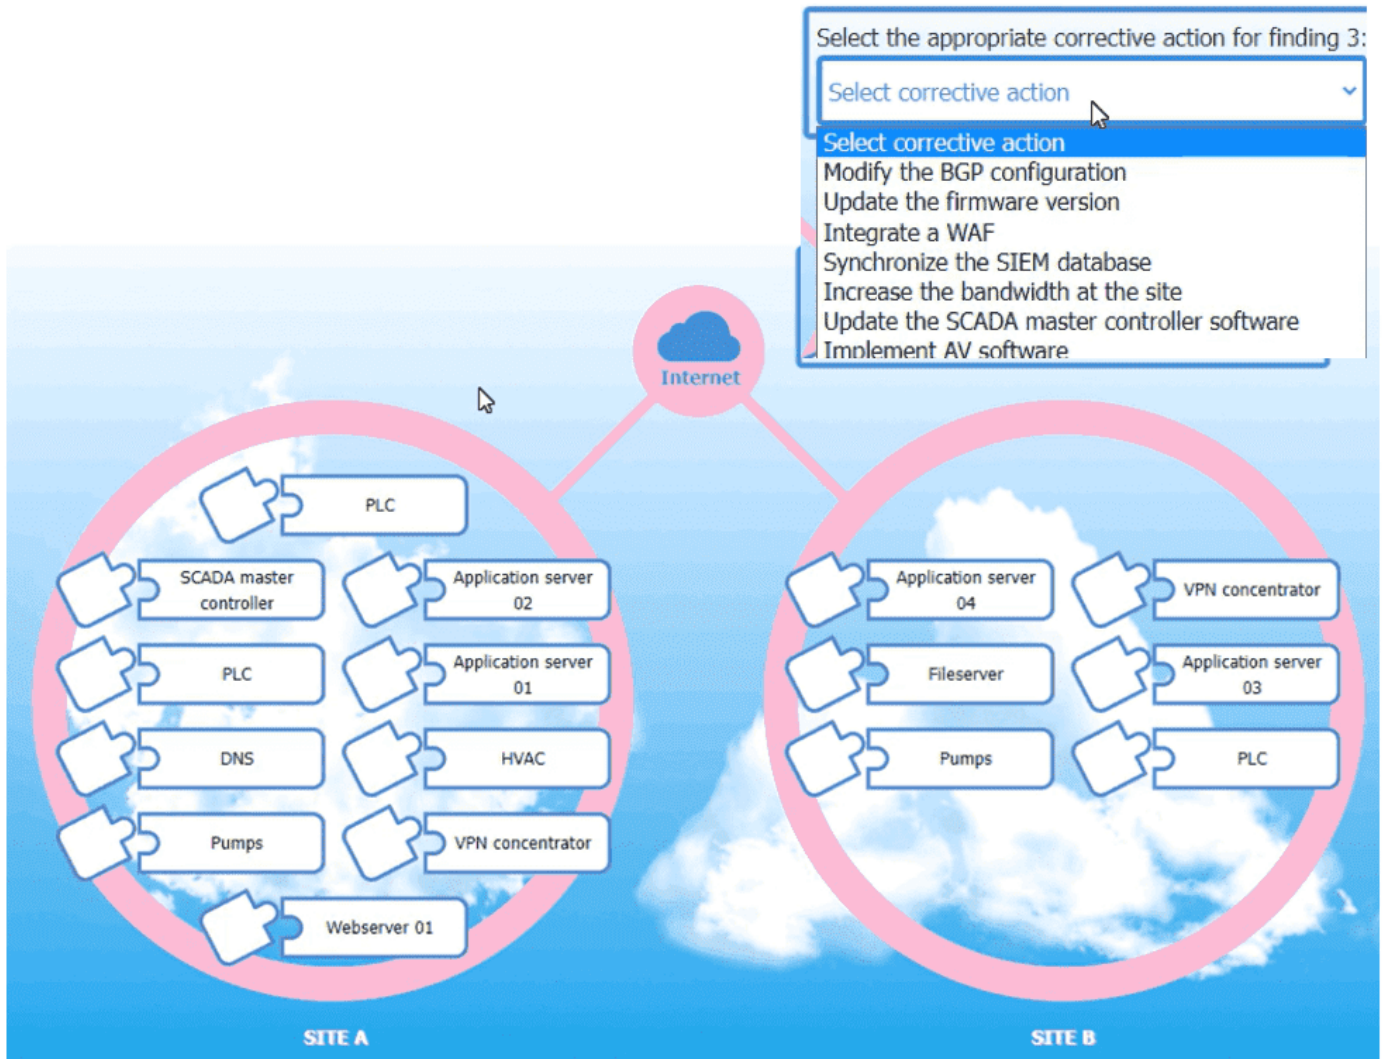 Select the appropriate corrective action for finding 3:
Select corrective action
Select corrective action
Modify the BGP configuration
Update the firmware version
Integrate a WAF
Synchronize the SIEM database
Increase the bandwidth at the site
Update the SCADA master controller software
Implement AV software
Internet
PLC
SCADA master
controller
Application server
02
PLC
Application server
01
DNS
HVAC
Pumps
VPN concentrator
Webserver 01
SITE A
Application server
04
VPN concentrator
Fileserver
Application server
03
Pumps
PLC
SITE B